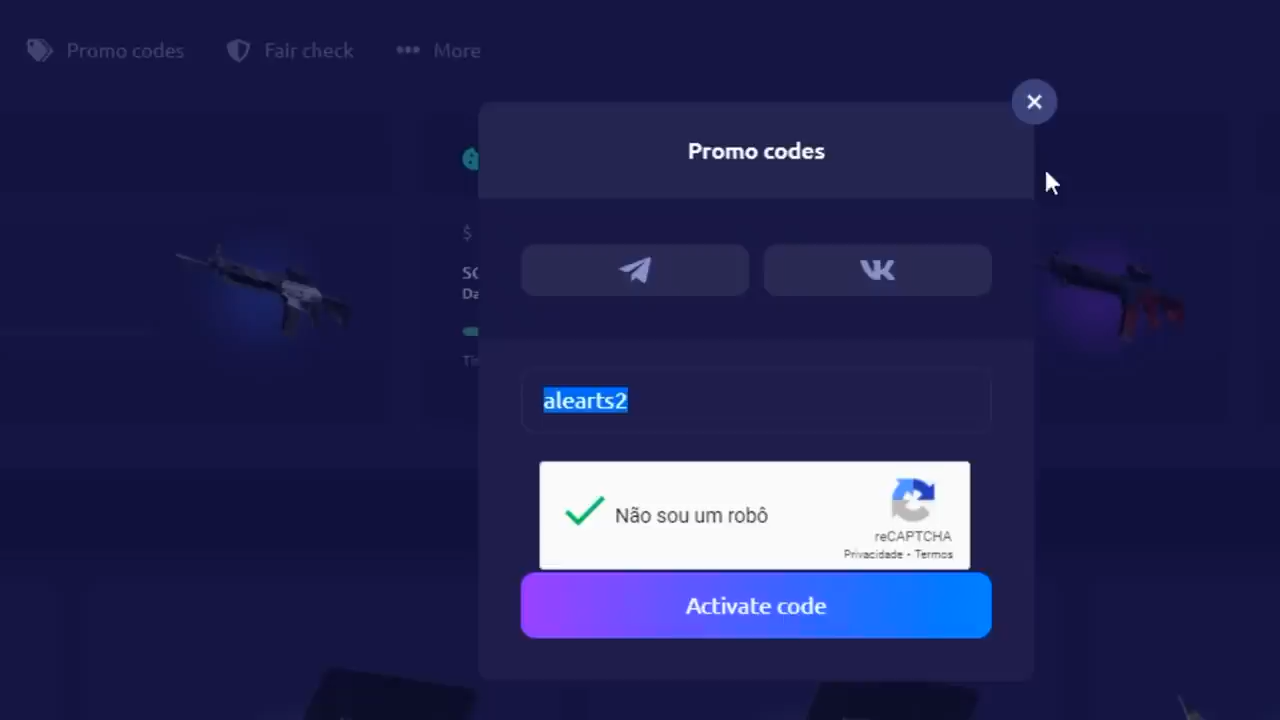 Promo codes
Fair check
More
Promo codes
$
alearts2
Não sou um robô
reCAPTCHA
Privacidade - Termos
Activate code